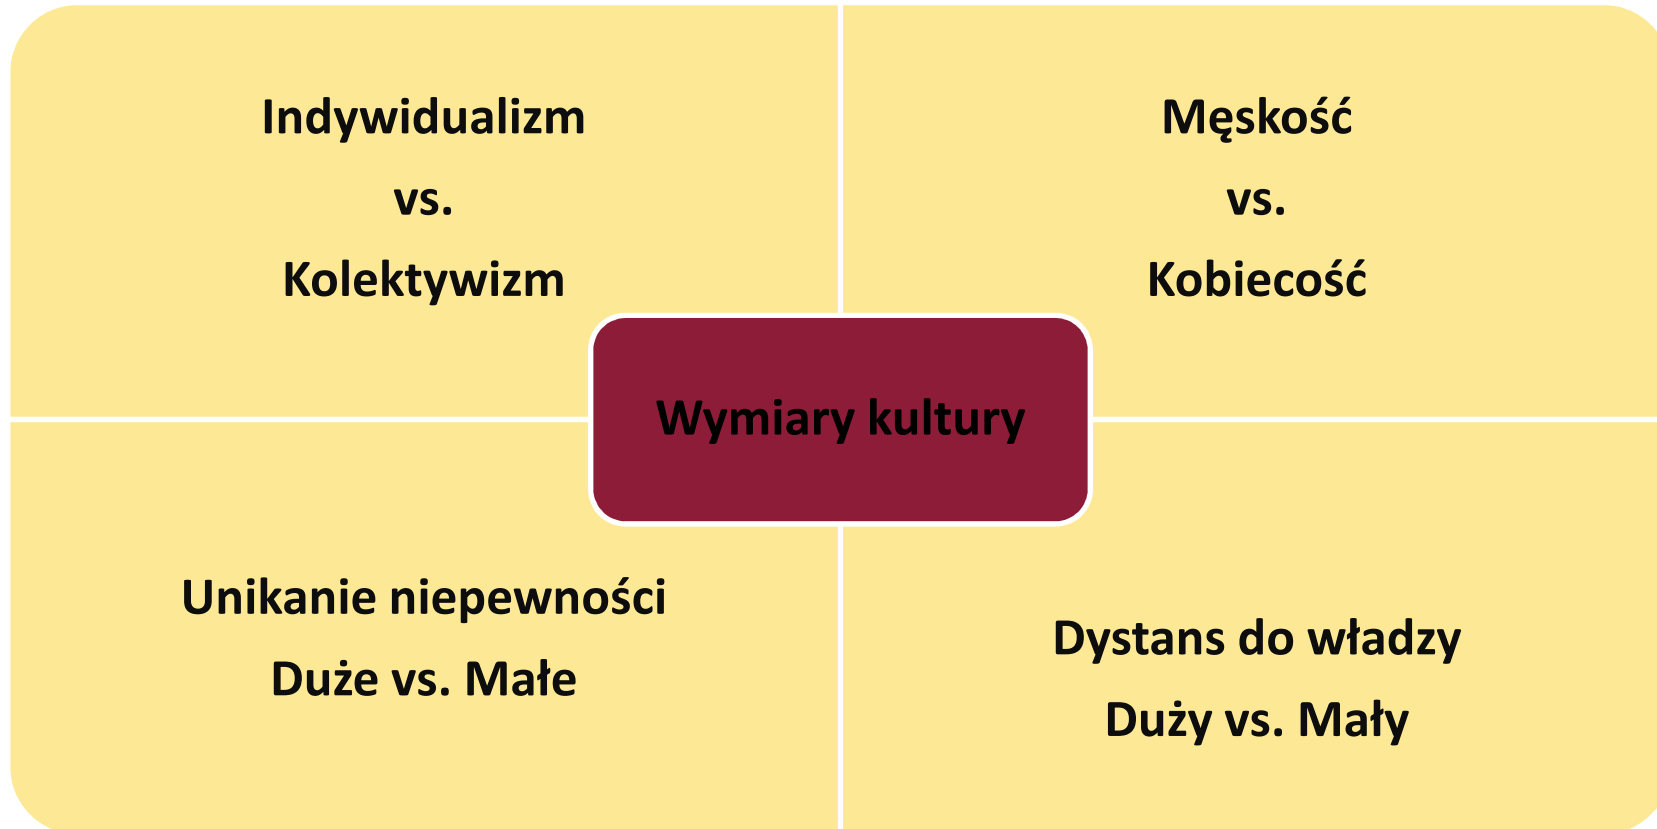 Indywidualizm
vs.
Kolektywizm
Męskość
vs.
Kobiecość
Wymiary kultury
Unikanie niepewności
Duże vs. Małe
Dystans do władzy
Duży vs. Mały